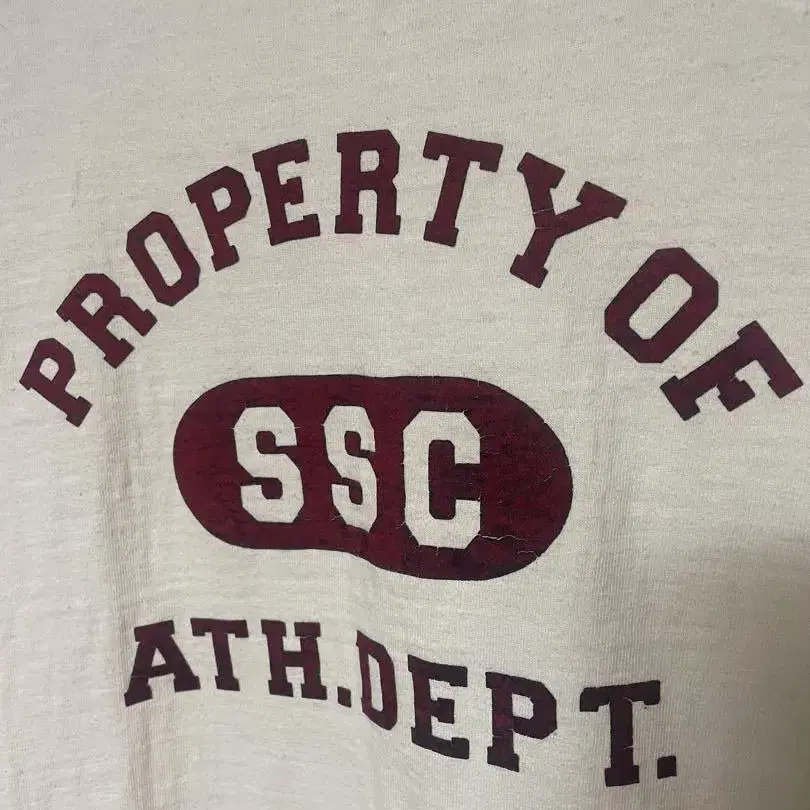 PROPERTY OF
SSC
ATH.DEPT.